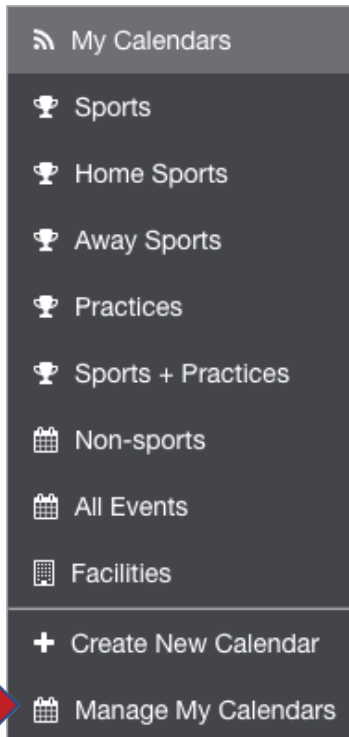 My Calendars
Sports
Home Sports
Away Sports
Practices
Sports + Practices
Non-sports
All Events
Facilities
Create New Calendar
Manage My Calendars